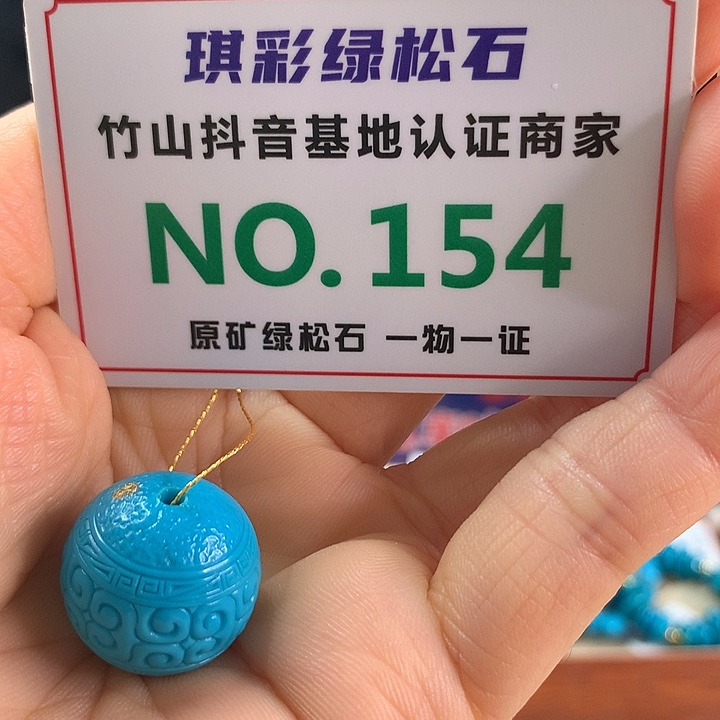 琪彩绿松石
竹山抖音基地认证商家
NO.154
原矿绿松石 一物一证